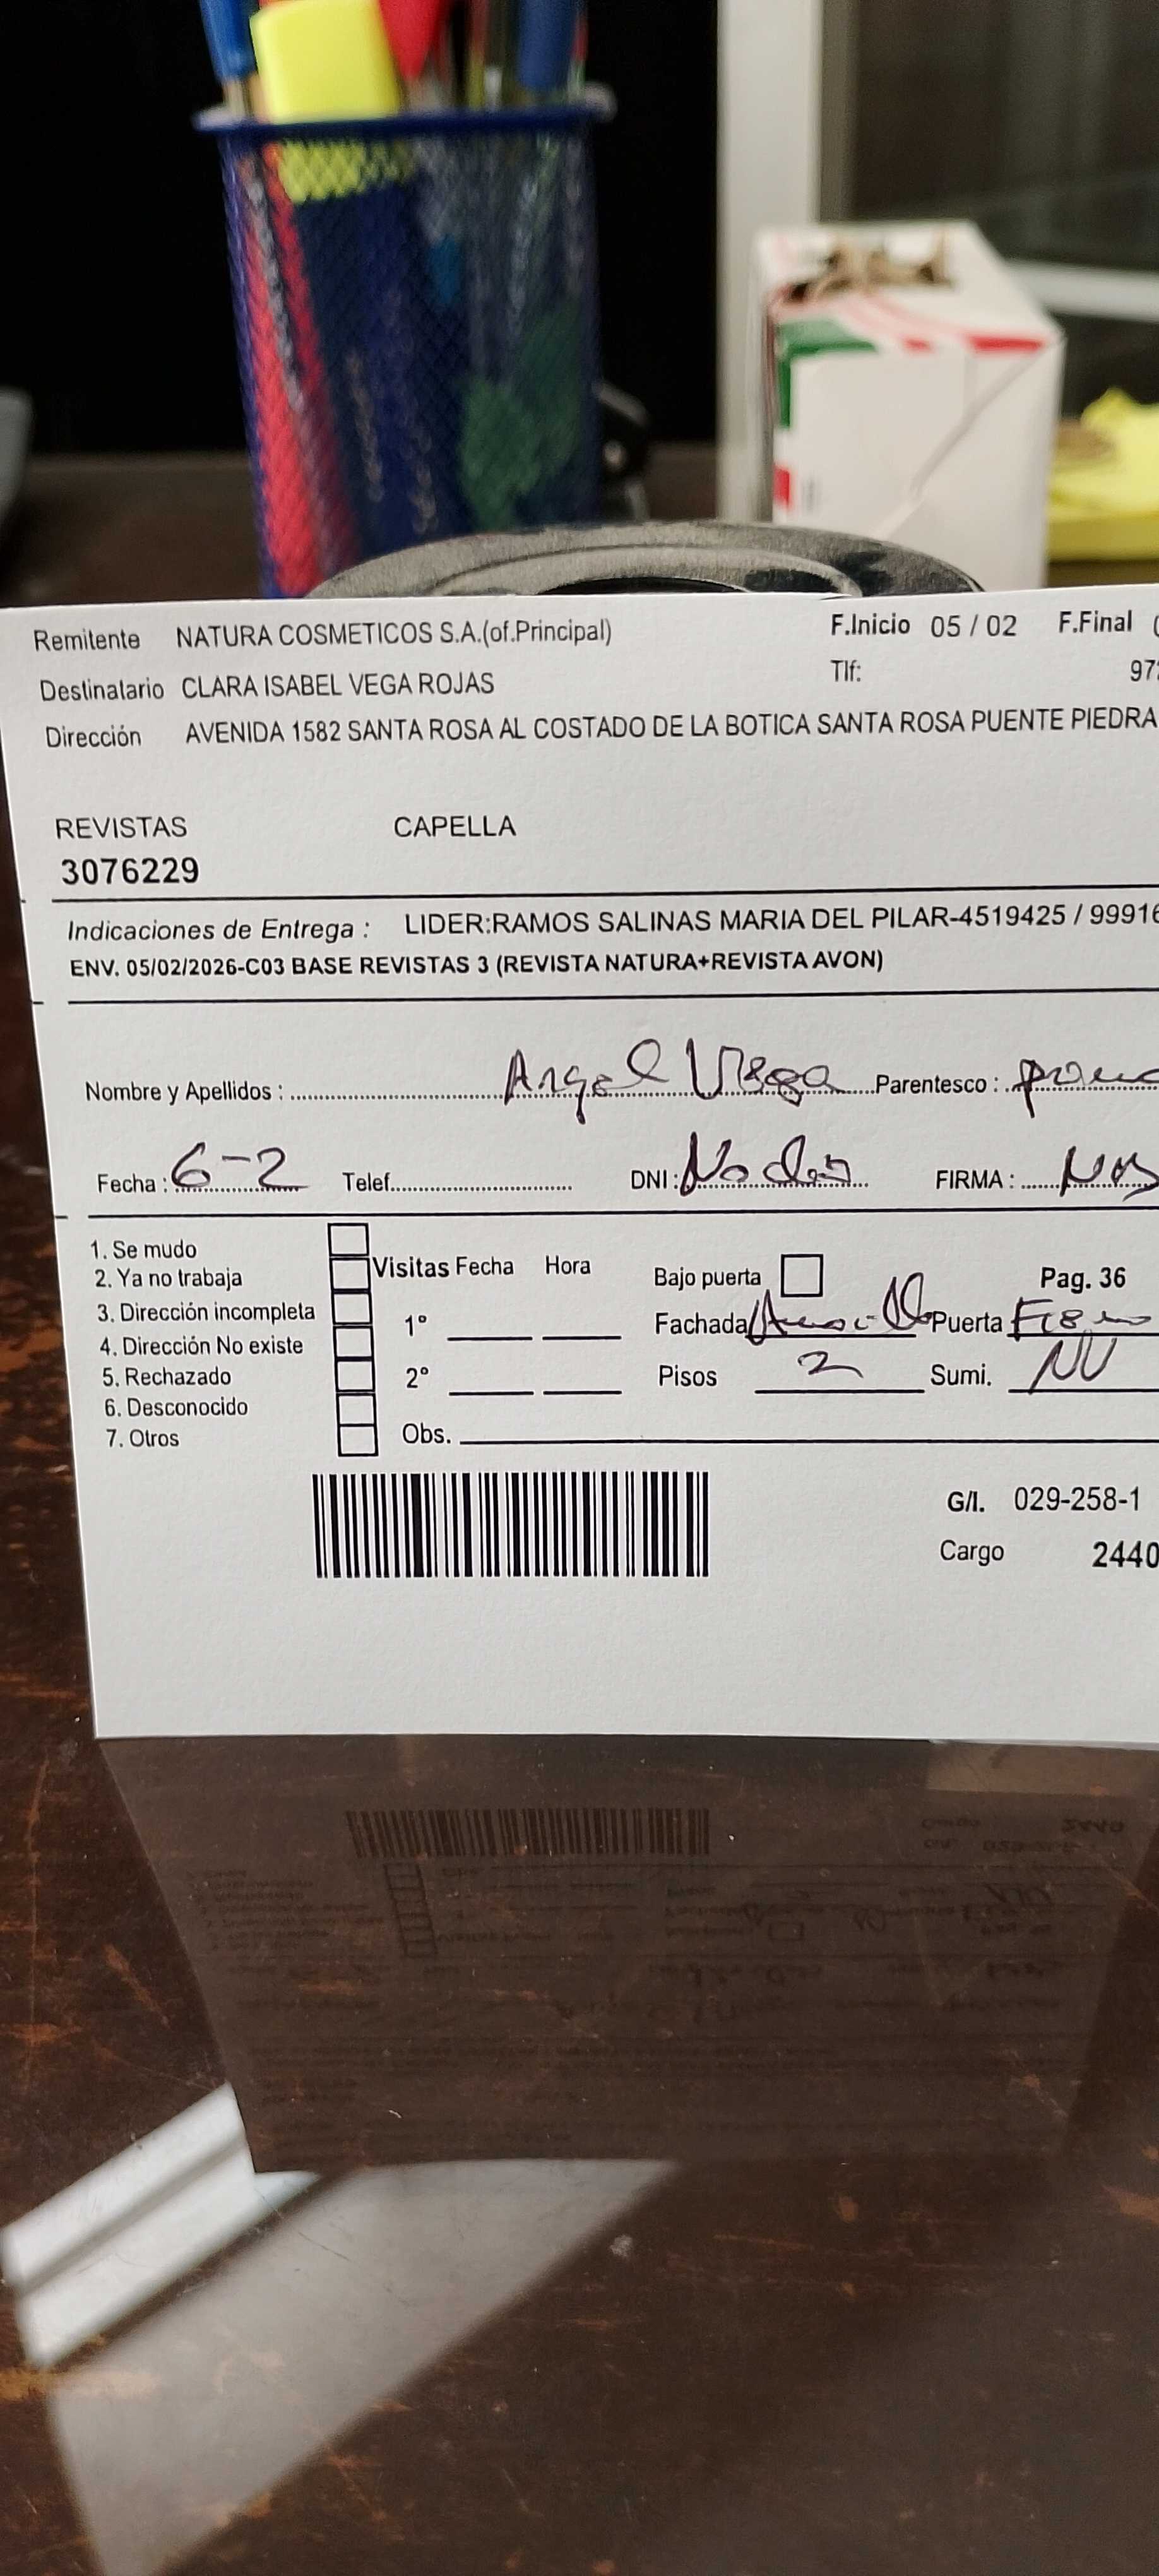 Remitente NATURA COSMETICOS S.A.(of.Principal) F.Inicio 05 / 02 F.Final
Destinatario CLARA ISABEL VEGA ROJAS Tlf: 97
Dirección AVENIDA 1582 SANTA ROSA AL COSTADO DE LA BOTICA SANTA ROSA PUENTE PIEDRA
REVISTAS CAPELLA
3076229
Indicaciones de Entrega : LIDER:RAMOS SALINAS MARIA DEL PILAR-4519425 / 99916
ENV. 05/02/2026-C03 BASE REVISTAS 3 (REVISTA NATURA+REVISTA AVON)
Nombre y Apellidos : Angel Vega Parentesco :
Fecha : 6-2 Telef. DNI : No dio FIRMA :
1. Se mudo
2. Ya no trabaja Visitas Fecha Hora Bajo puerta Pag. 36
3. Dirección incompleta 1° Fachada Puerta
4. Dirección No existe
5. Rechazado 2° Pisos 2 Sumi. NV
6. Desconocido
7. Otros Obs.
G/I. 029-258-1
Cargo 2440